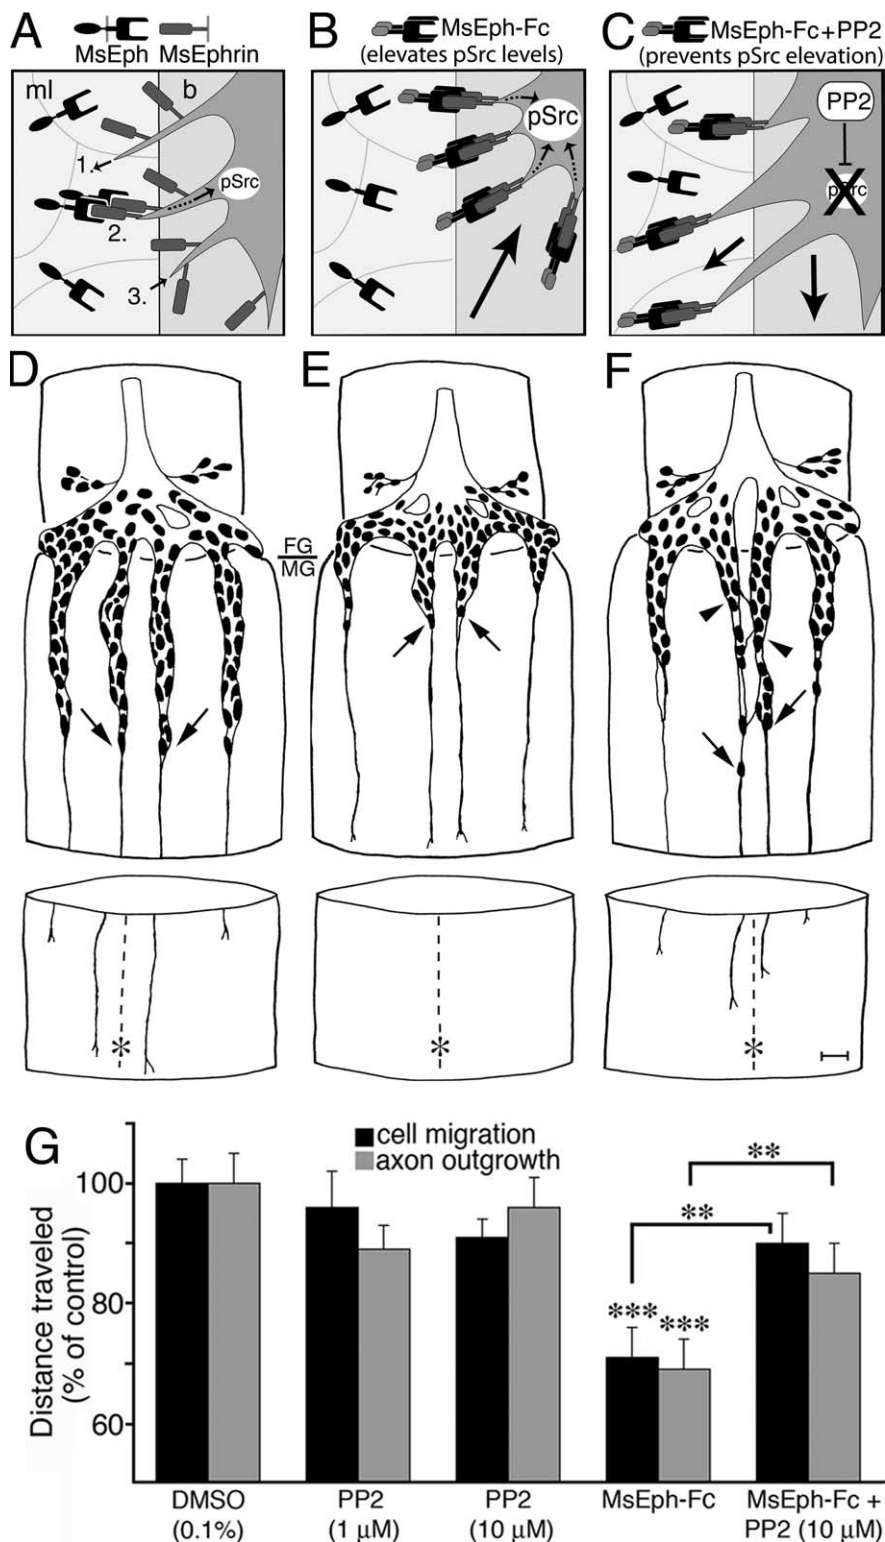 A
MsEph MsEphrin
B
MsEph-Fc
(elevates pSrc levels)
C
MsEph-Fc+PP2
(prevents pSrc elevation)
ml b
1.
pSrc
2.
3.
pSrc
PP2
pSrc
D
E
F
FG
MG
*
*
*
G
cell migration
axon outgrowth
Distance traveled
(% of control)
100
80
60
**
**
***
***
DMSO
(0.1%)
PP2
(1 μM)
PP2
(10 μM)
MsEph-Fc
MsEph-Fc +
PP2 (10 μM)